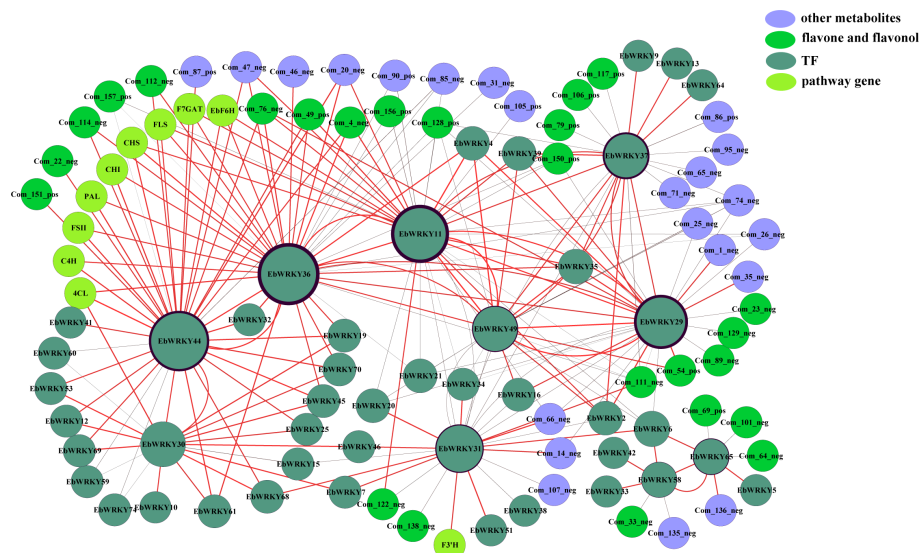 other metabolites
flavone and flavonol
TF
pathway gene
Com_87_pos
Com_47_neg
Com_46_neg
Com_20_neg
Com_90_pos
Com_85_neg
Com_31_neg
Com_105_pos
Com_112_neg
Com_157_pos
Com_114_neg
Com_22_neg
Com_151_pos
F7GAT
EbF6H
FLS
CHS
CHI
PAL
FSII
C4H
4CL
Com_76_neg
Com_49_pos
Com_4_neg
Com_156_pos
Com_128_pos
EbWRKY4
EbWRKY39
EbWRKY9
EbWRKY13
EbWRKY64
Com_117_pos
Com_106_pos
Com_79_pos
Com_150_pos
EbWRKY37
Com_86_pos
Com_95_neg
Com_65_neg
Com_71_neg
Com_74_neg
Com_25_neg
Com_26_neg
Com_1_neg
Com_35_neg
Com_23_neg
Com_129_neg
Com_89_neg
Com_54_pos
Com_111_neg
EbWRKY11
EbWRKY36
EbWRKY35
EbWRKY49
EbWRKY29
EbWRKY44
EbWRKY32
EbWRKY41
EbWRKY60
EbWRKY53
EbWRKY12
EbWRKY69
EbWRKY59
EbWRKY10
EbWRKY61
EbWRKY68
EbWRKY30
EbWRKY19
EbWRKY70
EbWRKY45
EbWRKY25
EbWRKY46
EbWRKY15
EbWRKY7
EbWRKY20
EbWRKY21
EbWRKY34
EbWRKY16
EbWRKY31
EbWRKY38
EbWRKY51
F3'H
Com_122_neg
Com_138_neg
Com_66_neg
Com_14_neg
Com_107_neg
EbWRKY2
EbWRKY6
EbWRKY42
EbWRKY33
EbWRKY58
EbWRKY65
EbWRKY5
Com_69_pos
Com_101_neg
Com_64_neg
Com_136_neg
Com_135_neg
Com_33_neg